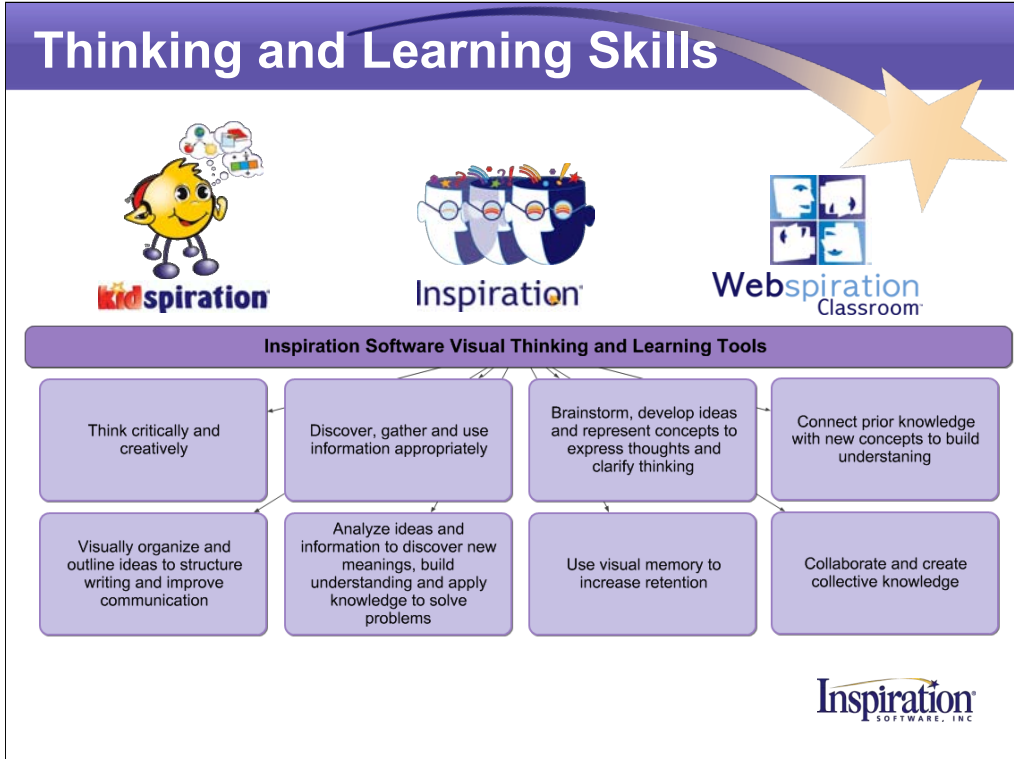 Thinking and Learning Skills
kidspiration
Inspiration
Webspiration
Classroom
Inspiration Software Visual Thinking and Learning Tools
Think critically and
creatively
Discover, gather and use
information appropriately
Brainstorm, develop ideas
and represent concepts to
express thoughts and
clarify thinking
Connect prior knowledge
with new concepts to build
understaning
Visually organize and
outline ideas to structure
writing and improve
communication
Analyze ideas and
information to discover new
meanings, build
understanding and apply
knowledge to solve
problems
Use visual memory to
increase retention
Collaborate and create
collective knowledge
Inspiration
SOFTWARE, INC